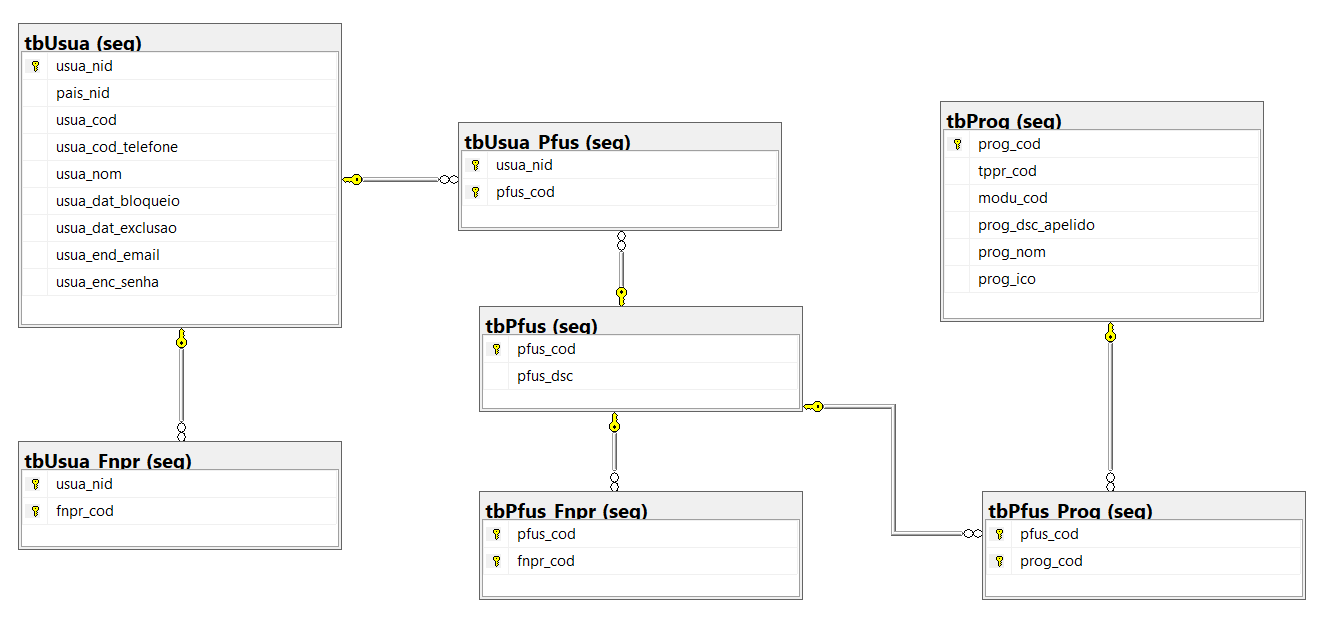 tbUsua (seg)
usua_nid
pais_nid
usua_cod
usua_cod_telefone
usua_nom
usua_dat_bloqueio
usua_dat_exclusao
usua_end_email
usua_enc_senha
tbUsua_Pfus (seg)
usua_nid
pfus_cod
tbProg (seg)
prog_cod
tppr_cod
modu_cod
prog_dsc_apelido
prog_nom
prog_ico
tbPfus (seg)
pfus_cod
pfus_dsc
tbUsua_Fnpr (seg)
usua_nid
fnpr_cod
tbPfus_Fnpr (seg)
pfus_cod
fnpr_cod
tbPfus_Prog (seg)
pfus_cod
prog_cod